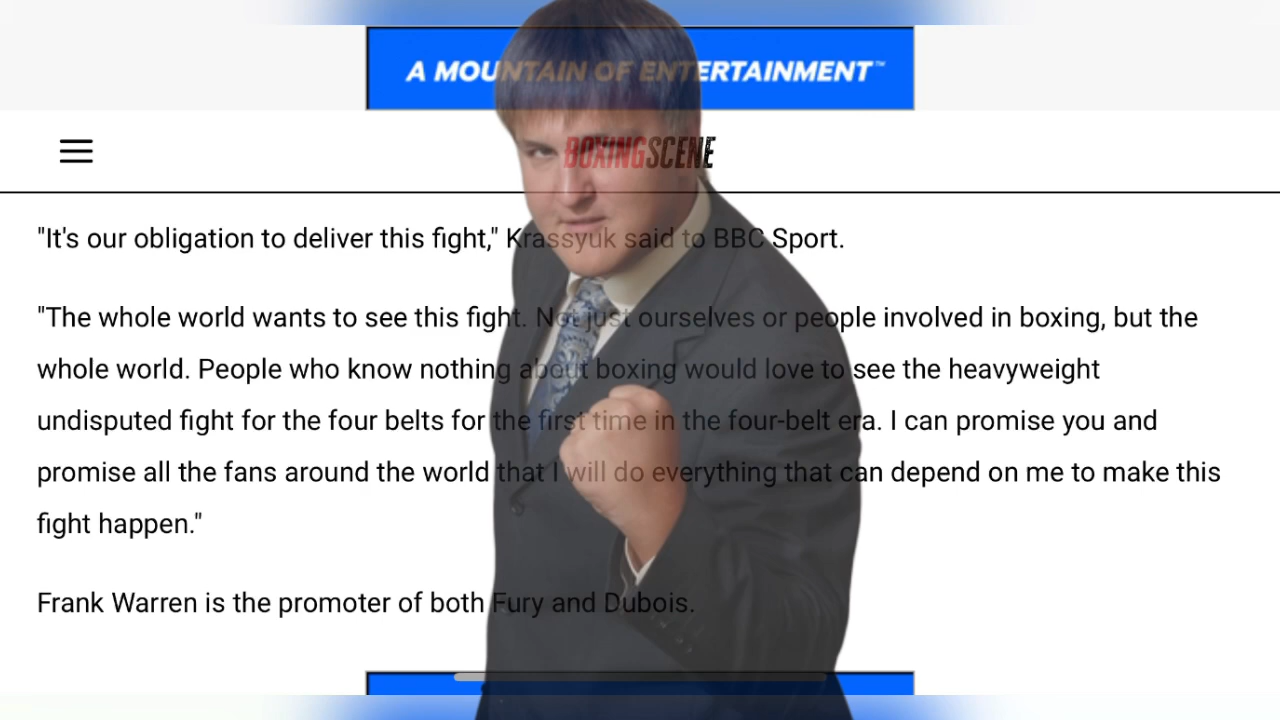 A MOUNTAIN OF ENTERTAINMENT™
BOXINGSCENE
"It's our obligation to deliver this fight," Krassyuk said to BBC Sport.
"The whole world wants to see this fight. Not just ourselves or people involved in boxing, but the
whole world. People who know nothing about boxing would love to see the heavyweight
undisputed fight for the four belts for the first time in the four-belt era. I can promise you and
promise all the fans around the world that I will do everything that can depend on me to make this
fight happen."
Frank Warren is the promoter of both Fury and Dubois.